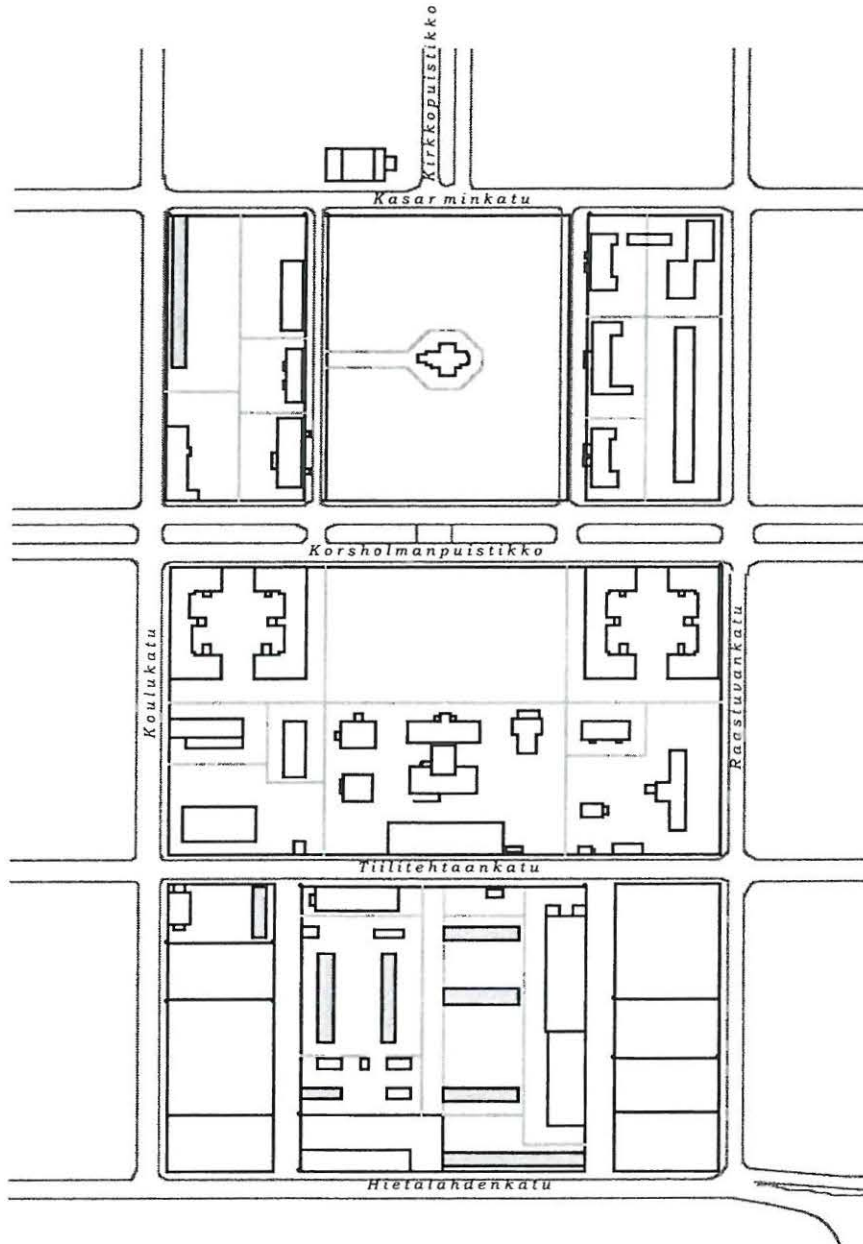 Kirkkopuistikko
Kasarminkatu
Korsholmanpuistikko
Koulukatu
Raastuvankatu
Tiilitehtaankatu
Hietalahdenkatu